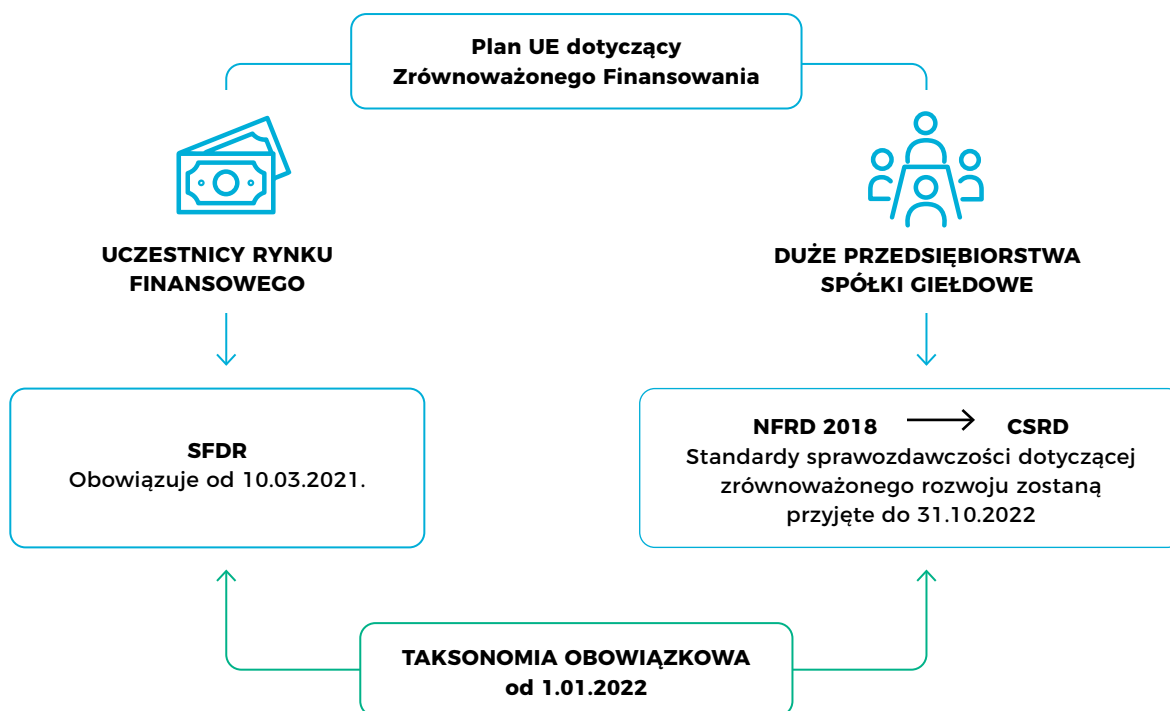 Plan UE dotyczący
Zrównoważonego Finansowania
UCZESTNICY RYNKU
FINANSOWEGO
DUŻE PRZEDSIĘBIORSTWA
SPÓŁKI GIEŁDOWE
SFDR
Obowiązuje od 10.03.2021.
NFRD 2018 → CSRD
Standardy sprawozdawczości dotyczącej
zrównoważonego rozwoju zostaną
przyjęte do 31.10.2022
TAKSONOMIA OBOWIĄZKOWA
od 1.01.2022